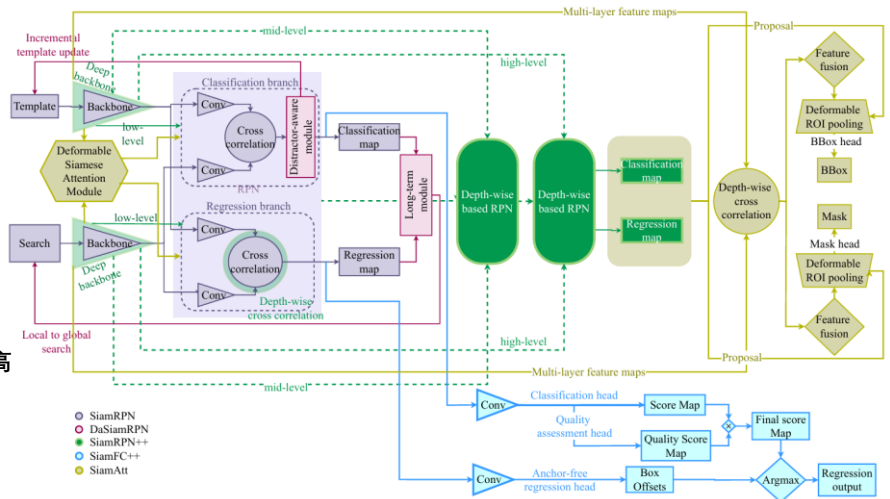 Multi-layer feature maps
Proposal
Incremental
template update
mid-level
Deep
backbone
high-level
Feature
fusion
Classification branch
Template
Backbone
Conv
Cross
correlation
Distractor-aware
module
Classification
map
low-
level
Deformable
ROI pooling
BBox head
BBox
Deformable
Siamese
Attention
Module
Conv
RPN
Long-term
module
Depth-wise
based RPN
Depth-wise
based RPN
Classification
map
Regression
map
Depth-wise
cross
correlation
Regression branch
low-level
Search
Backbone
Conv
Cross
correlation
Regression
map
Mask
Mask head
Deformable
ROI pooling
Deep
backbone
Conv
Depth-wise
cross correlation
Feature
fusion
Local to global
search
high-level
Proposal
高
mid-level
Multi-layer feature maps
SiamRPN
DaSiamRPN
SiamRPN++
SiamFC++
SiamAtt
Conv
Classification head
Score Map
Quality
assessment head
Quality Score
Map
Final score
Map
Conv
Anchor-free
regression head
Box
Offsets
Argmax
Regression
output